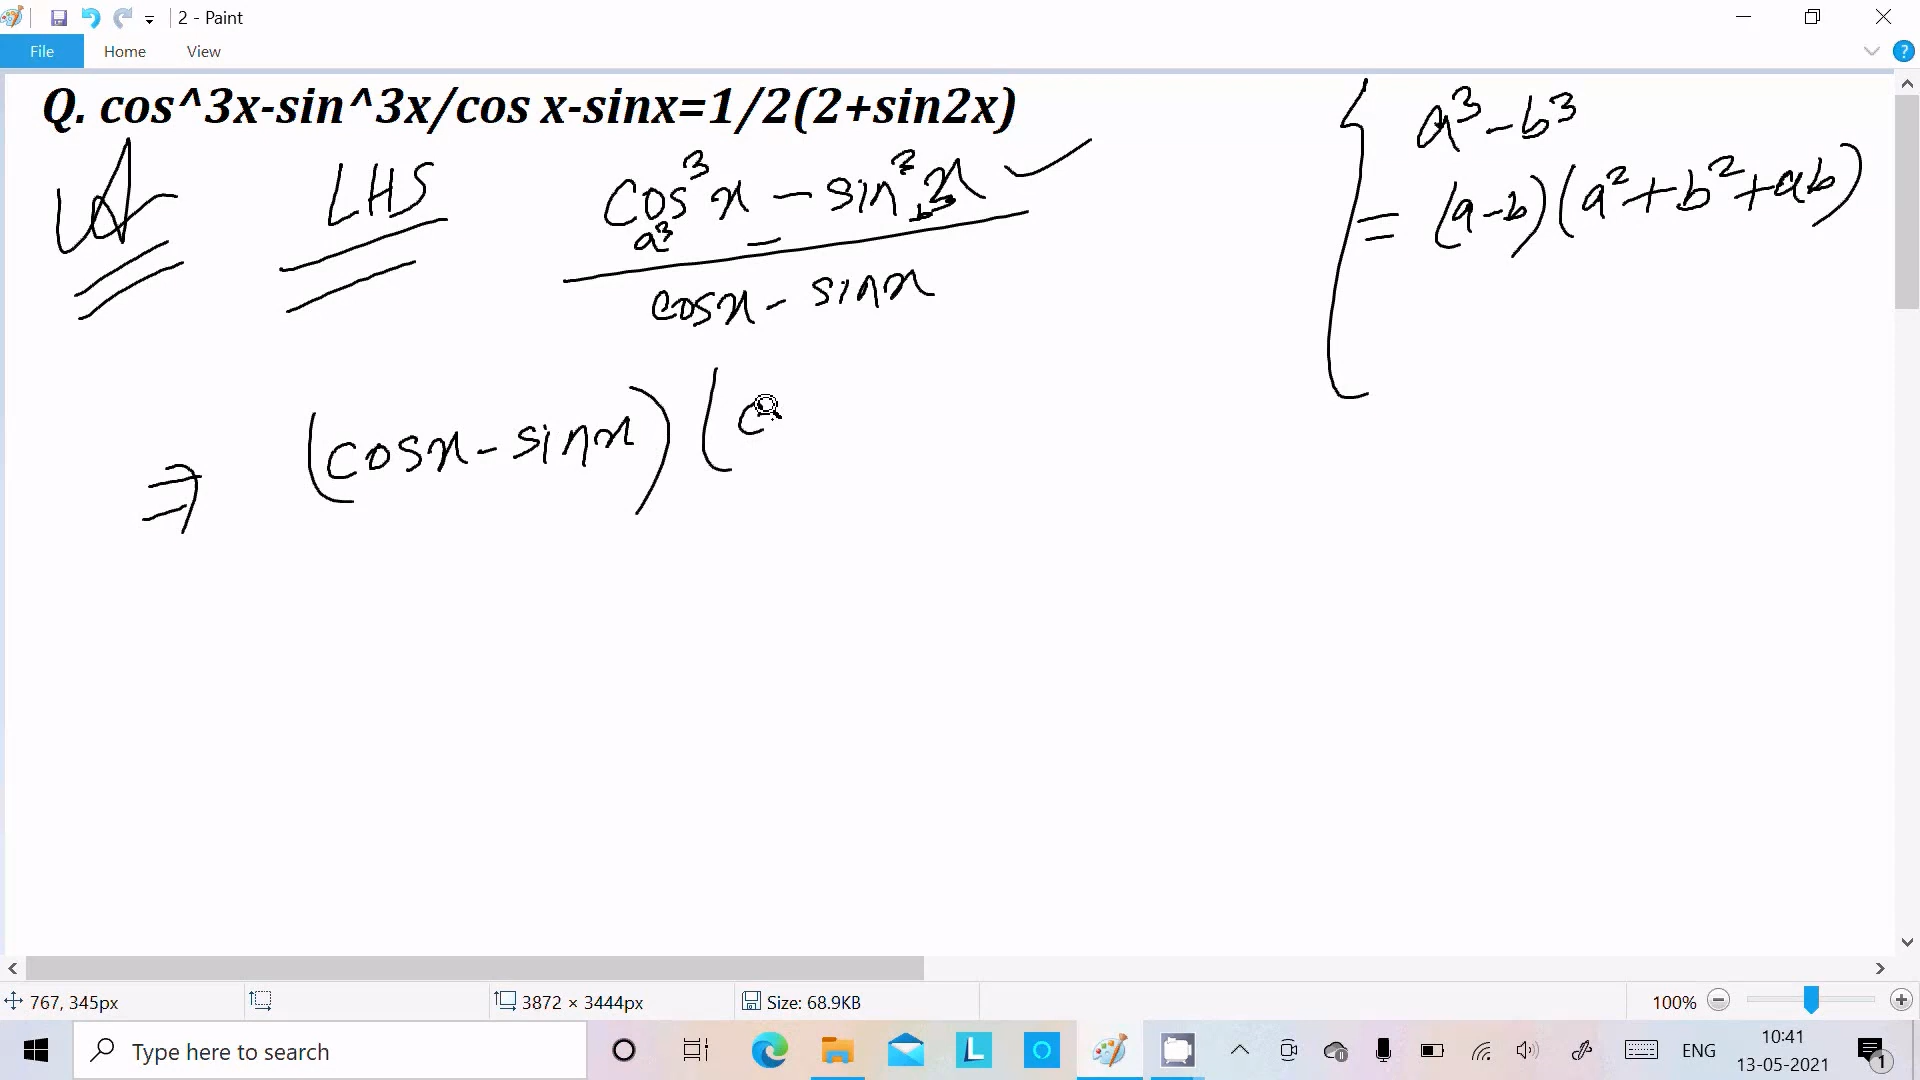 2 - Paint
File Home View
Q. cos^3x-sin^3x/cos x-sinx=1/2(2+sin2x)
LHS cos³x - sin³x
a³ b³
cosx - sinx
a³ - b³
= (a-b)(a²+b²+ab)
⇒ (cosx - sinx) (c
767, 345px 3872 × 3444px Size: 68.9KB 100%
Type here to search ENG 10:41
13-05-2021 1